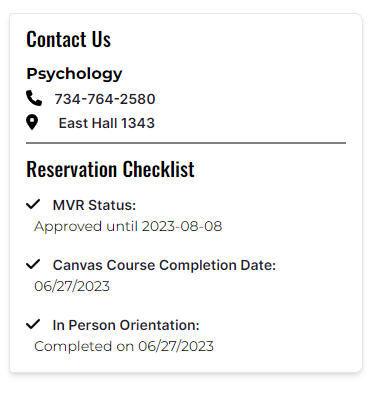 Contact Us
Psychology
734-764-2580
East Hall 1343
Reservation Checklist
MVR Status:
Approved until 2023-08-08
Canvas Course Completion Date:
06/27/2023
In Person Orientation:
Completed on 06/27/2023